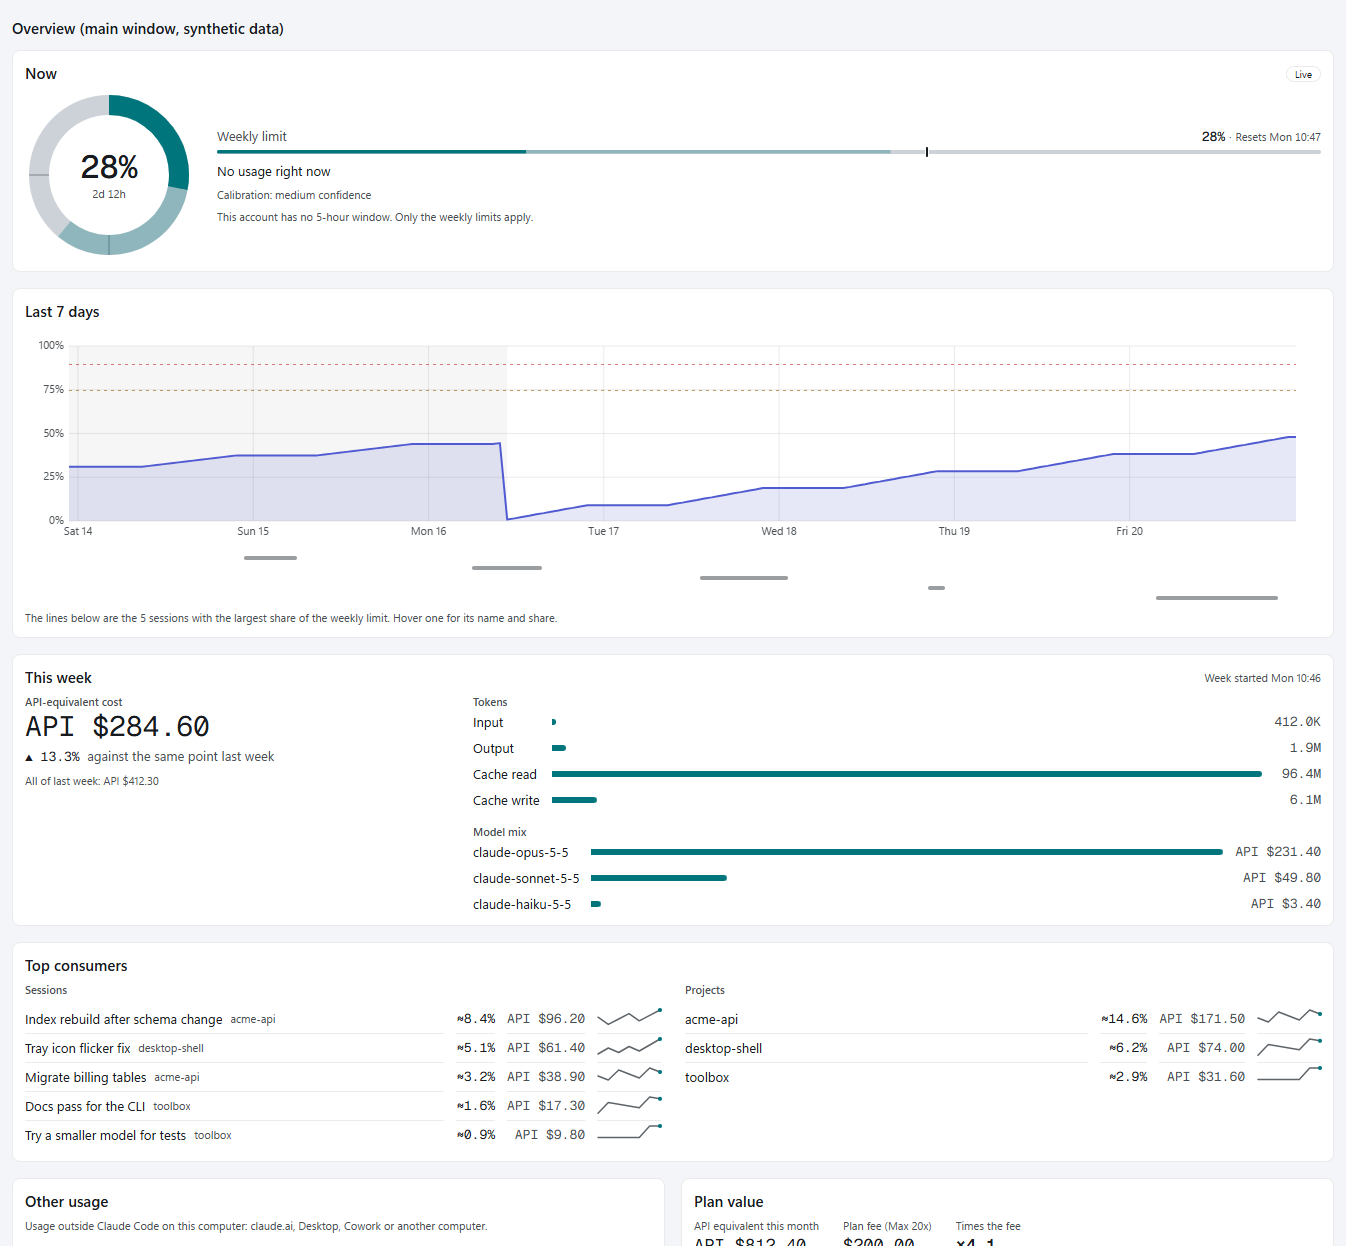 Overview (main window, synthetic data)
Now
Live
28%
2d 12h
Weekly limit
28% · Resets Mon 10:47
No usage right now
Calibration: medium confidence
This account has no 5-hour window. Only the weekly limits apply.
Last 7 days
100%
75%
50%
25%
0%
Sat 14
Sun 15
Mon 16
Tue 17
Wed 18
Thu 19
Fri 20
The lines below are the 5 sessions with the largest share of the weekly limit. Hover one for its name and share.
This week
Week started Mon 10:46
API-equivalent cost
API $284.60
▲ 13.3% against the same point last week
All of last week: API $412.30
Tokens
Input 412.0K
Output 1.9M
Cache read 96.4M
Cache write 6.1M
Model mix
claude-opus-5-5 API $231.40
claude-sonnet-5-5 API $49.80
claude-haiku-5-5 API $3.40
Top consumers
Sessions
Index rebuild after schema change acme-api ≈8.4% API $96.20
Tray icon flicker fix desktop-shell ≈5.1% API $61.40
Migrate billing tables acme-api ≈3.2% API $38.90
Docs pass for the CLI toolbox ≈1.6% API $17.30
Try a smaller model for tests toolbox ≈0.9% API $9.80
Projects
acme-api ≈14.6% API $171.50
desktop-shell ≈6.2% API $74.00
toolbox ≈2.9% API $31.60
Other usage
Usage outside Claude Code on this computer: claude.ai, Desktop, Cowork or another computer.
Plan value
API equivalent this month
API $812.40
Plan fee (Max 20x)
$200.00
Times the fee
×4.1